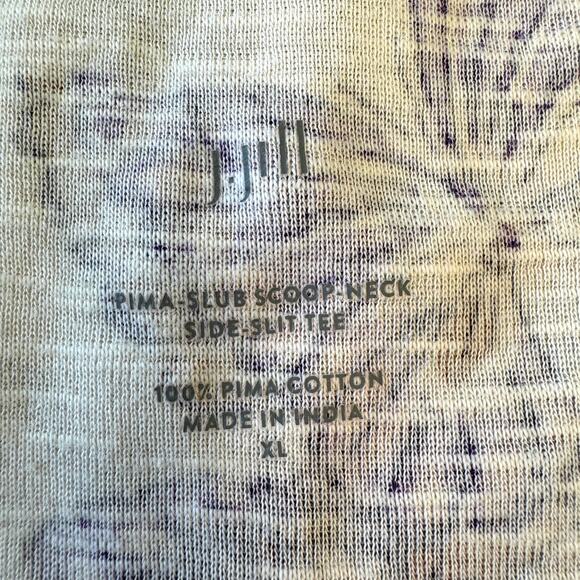 J.Jill
PIMA-SLUB SCOOP-NECK
SIDE-SLIT TEE
100% PIMA COTTON
MADE IN INDIA
XL